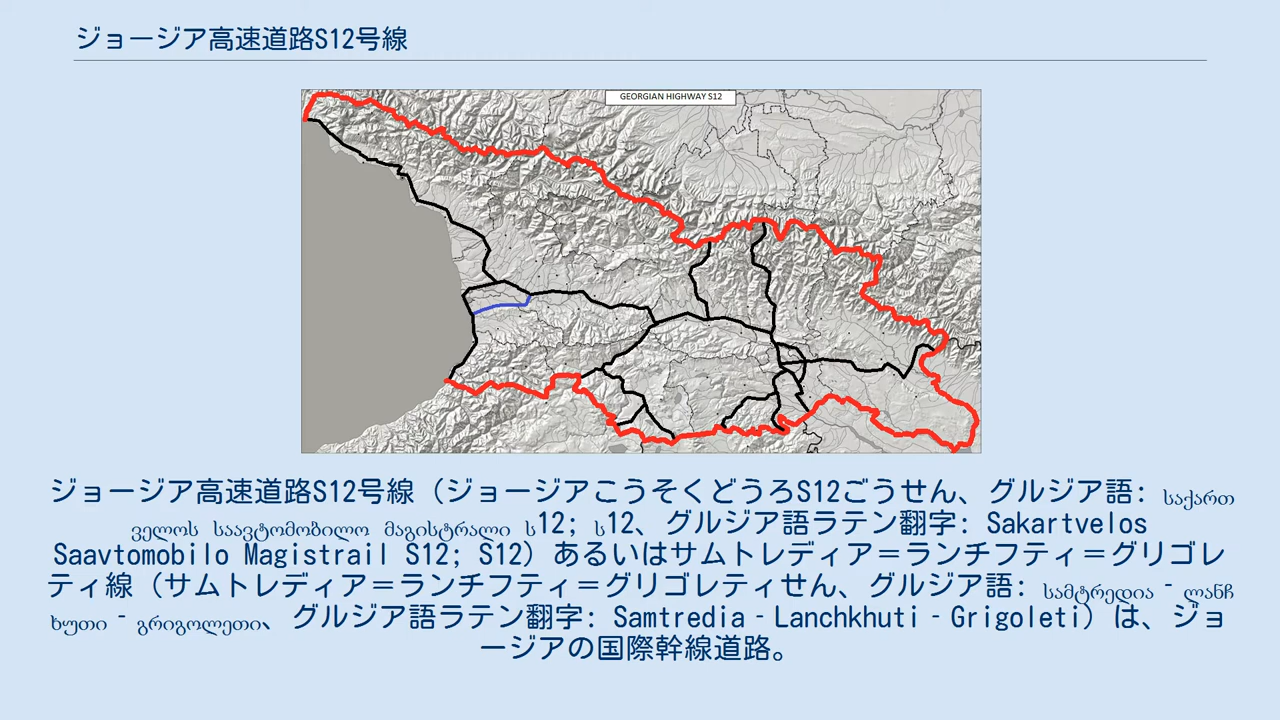 ジョージア高速道路S12号線
GEORGIAN HIGHWAY S12
ジョージア高速道路S12号線（ジョージアこうそくどうろS12ごうせん、グルジア語: საქართ
ველოს საავტომობილო მაგისტრალი ს12; ს12、グルジア語ラテン翻字: Sakartvelos
Saavtomobilo Magistrail S12; S12）あるいはサムトレディア＝ランチフティ＝グリゴレ
ティ線（サムトレディア＝ランチフティ＝グリゴレティせん、グルジア語: სამტრედია - ლანჩ
ხუთი - გრიგოლეთი、グルジア語ラテン翻字: Samtredia - Lanchkhuti - Grigoleti）は、ジョ
ージアの国際幹線道路。